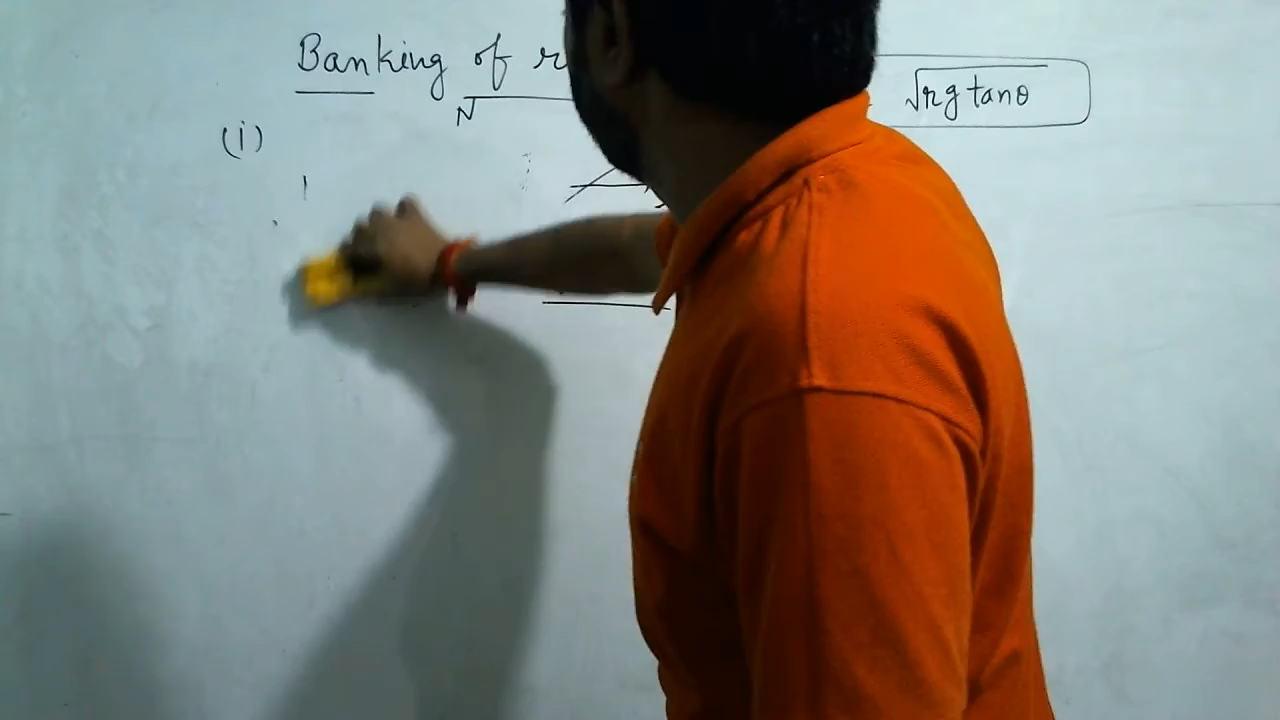 Banking of
√rg tanθ
(i)
N